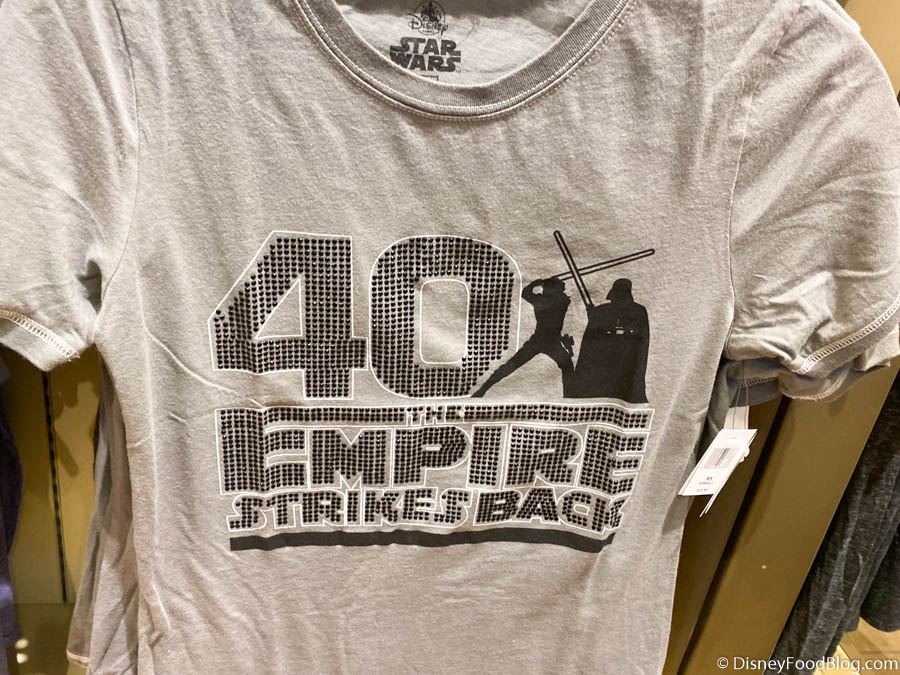 Disney
STAR
WARS
40
THE
EMPIRE
STRIKES BACK
© DisneyFoodBlog.com